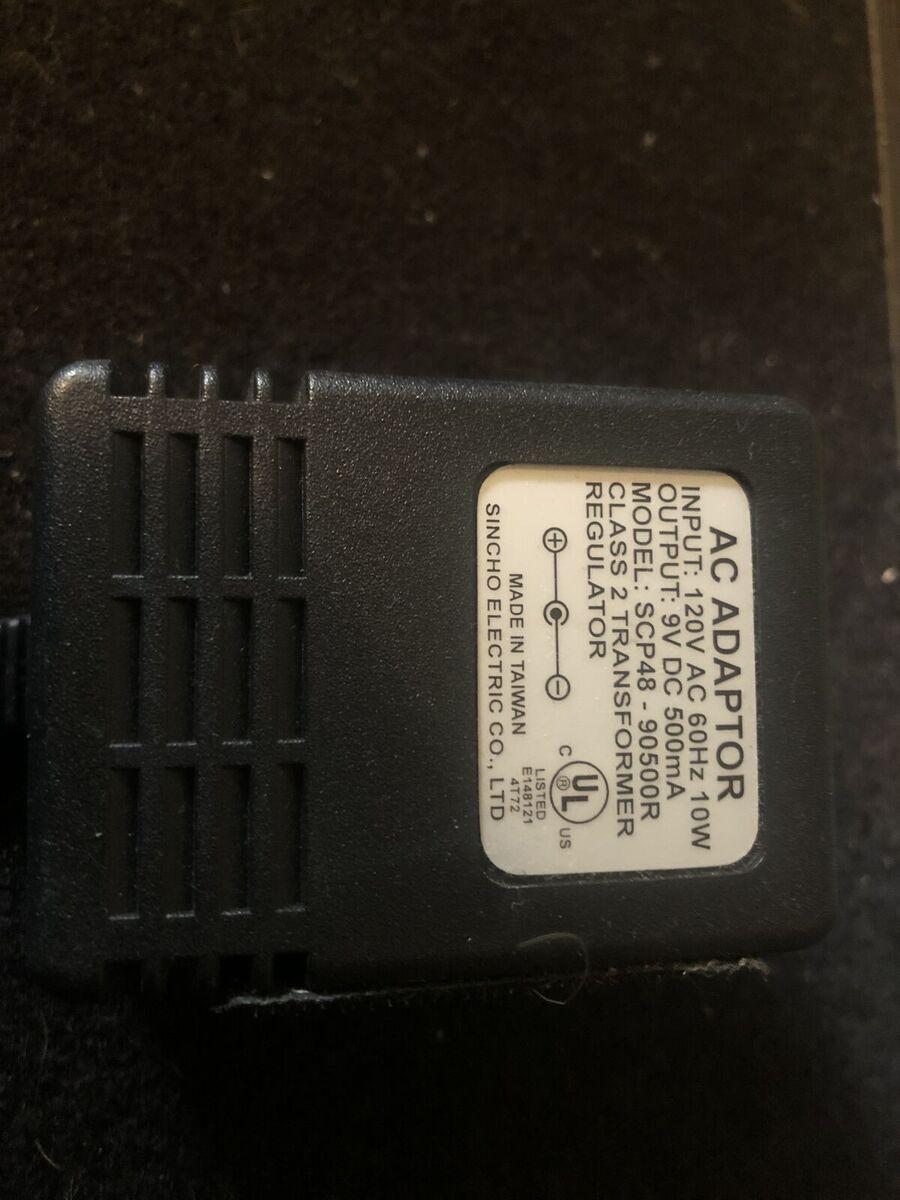 AC ADAPTOR
INPUT: 120V AC 60Hz 10W
OUTPUT: 9V DC 500mA
MODEL: SCP48 - 90500R
CLASS 2 TRANSFORMER
REGULATOR
+ −
C UL ® US
LISTED
E148121
4T72
MADE IN TAIWAN
SINCHO ELECTRIC CO., LTD